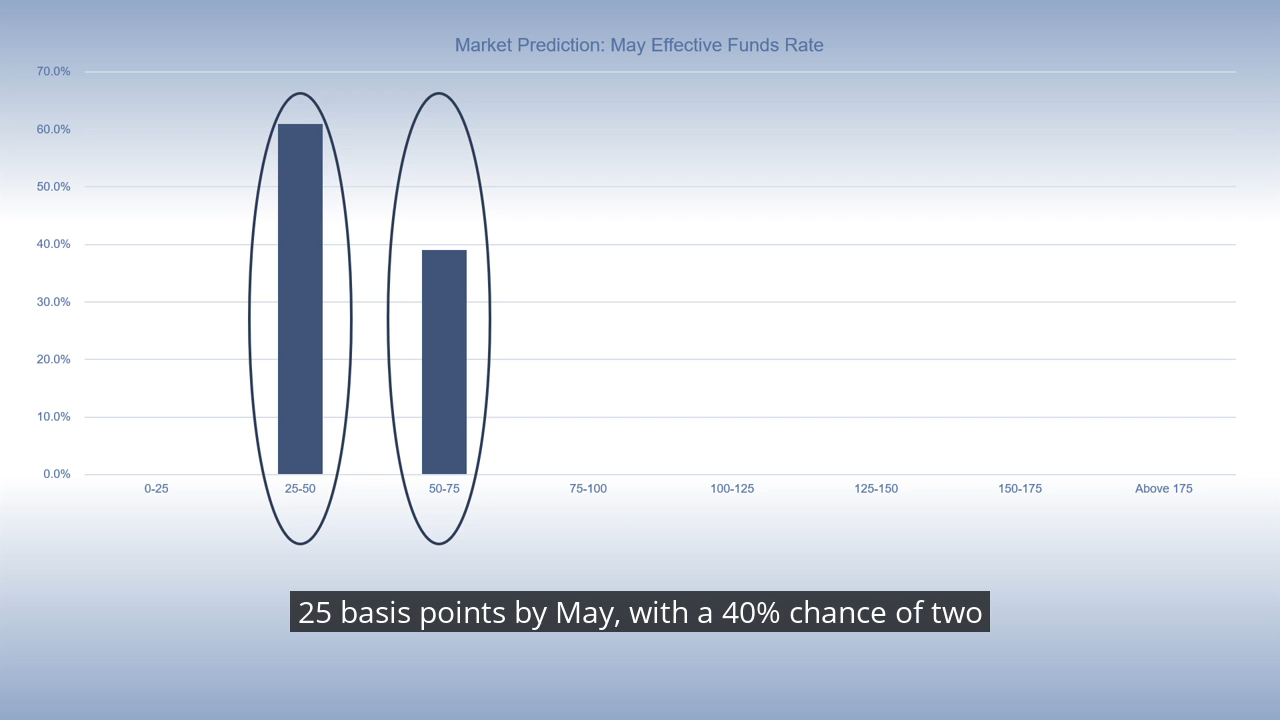 Market Prediction: May Effective Funds Rate
70.0%
60.0%
50.0%
40.0%
30.0%
20.0%
10.0%
0.0%
0-25 25-50 50-75 75-100 100-125 125-150 150-175 Above 175
25 basis points by May, with a 40% chance of two